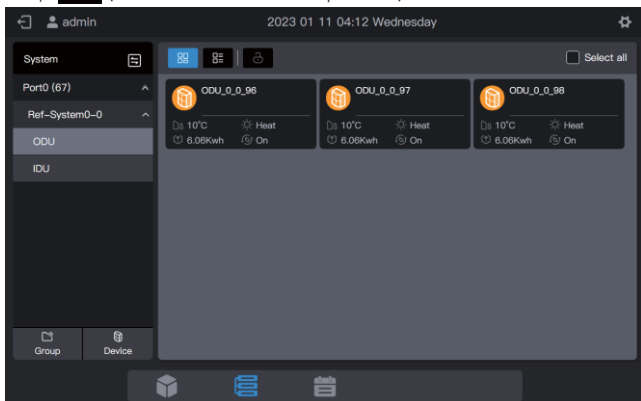 admin
2023 01 11 04:12 Wednesday
System
Select all
Port0 (67)
Ref-System0-0
ODU
IDU
ODU_0_0_96
10°C Heat
6.06Kwh On
ODU_0_0_97
10°C Heat
6.06Kwh On
ODU_0_0_98
10°C Heat
6.06Kwh On
Group
Device